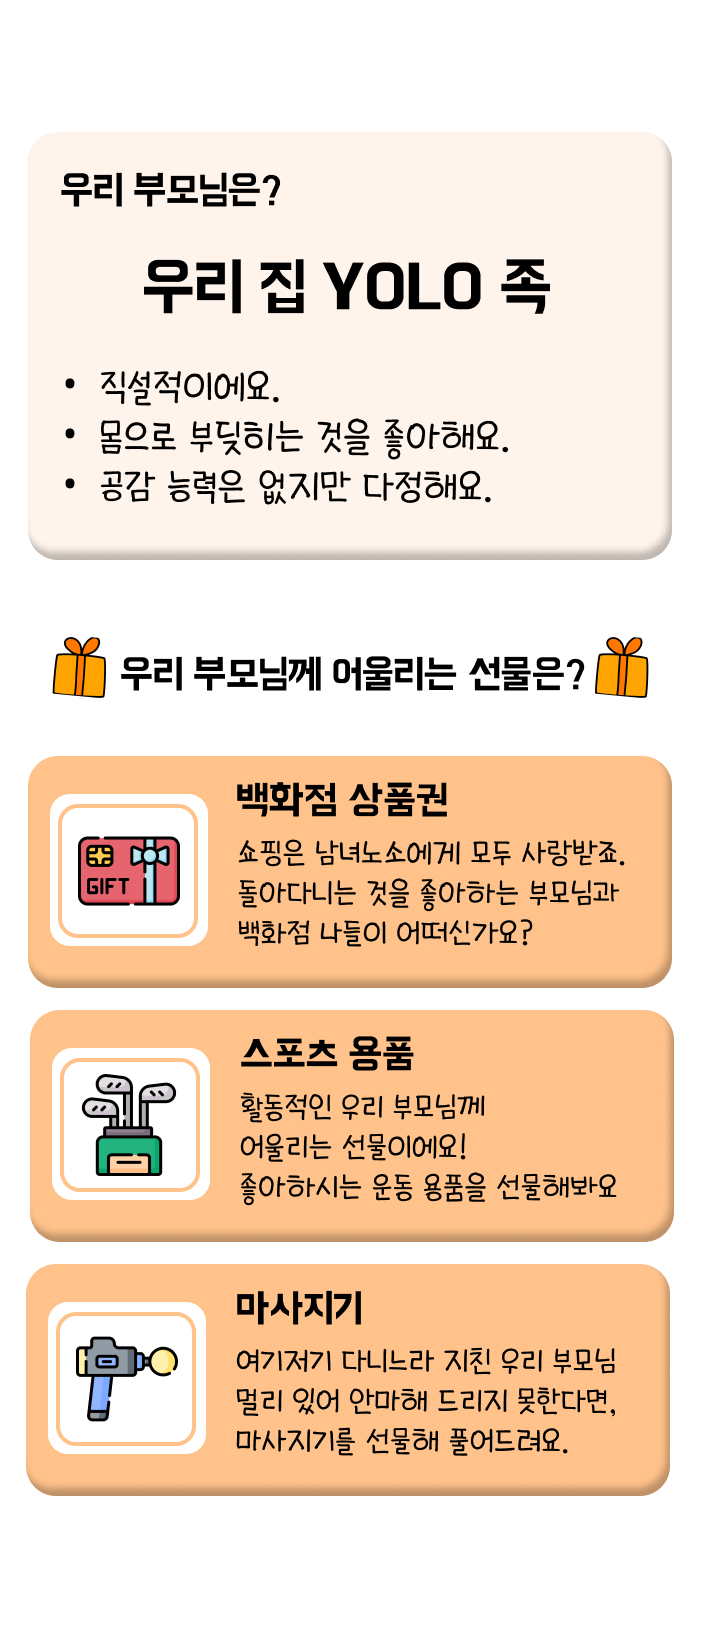 우리 부모님은?
우리 집 YOLO 족
• 직설적이에요.
• 몸으로 부딪히는 것을 좋아해요.
• 공감 능력은 없지만 다정해요.
우리 부모님께 어울리는 선물은?
백화점 상품권
쇼핑은 남녀노소에게 모두 사랑받죠.
돌아다니는 것을 좋아하는 부모님과
백화점 나들이 어떠신가요?
GIFT
스포츠 용품
활동적인 우리 부모님께
어울리는 선물이에요!
좋아하시는 운동 용품을 선물해봐요
마사지기
여기저기 다니느라 지친 우리 부모님
멀리 있어 안마해 드리지 못한다면,
마사지기를 선물해 풀어드려요.